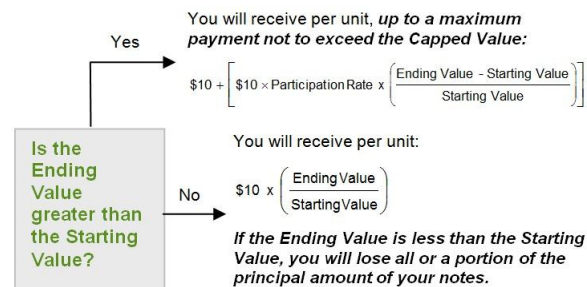 You will receive per unit, up to a maximum
payment not to exceed the Capped Value:
Yes
$10 + [ $10 × Participation Rate x ( Ending Value - Starting Value / Starting Value ) ]
You will receive per unit:
Is the
Ending
Value
greater than
the Starting
Value?
No
$10 x ( Ending Value / Starting Value )
If the Ending Value is less than the Starting
Value, you will lose all or a portion of the
principal amount of your notes.